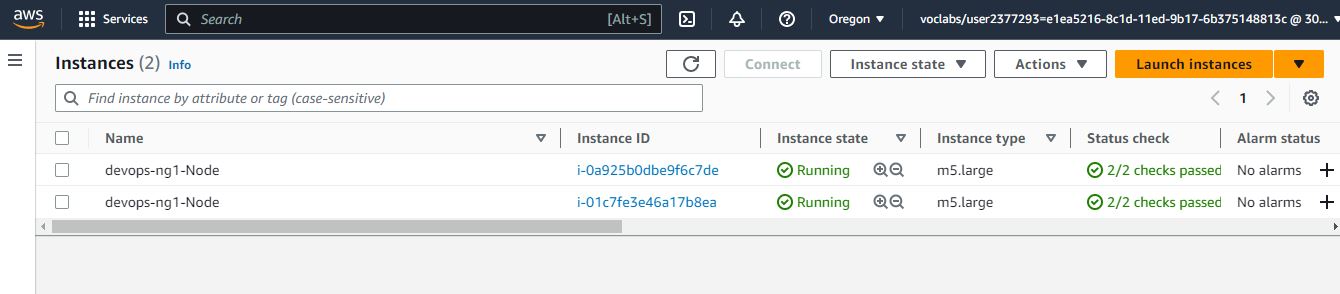 aws Services Search [Alt+S] Oregon voclabs/user2377293=e1ea5216-8c1d-11ed-9b17-6b375148813c @ 30...
Instances (2) Info Connect Instance state Actions Launch instances
Find instance by attribute or tag (case-sensitive) 1
Name Instance ID Instance state Instance type Status check Alarm status
devops-ng1-Node i-0a925b0dbe9f6c7de Running m5.large 2/2 checks passed No alarms
devops-ng1-Node i-01c7fe3e46a17b8ea Running m5.large 2/2 checks passed No alarms